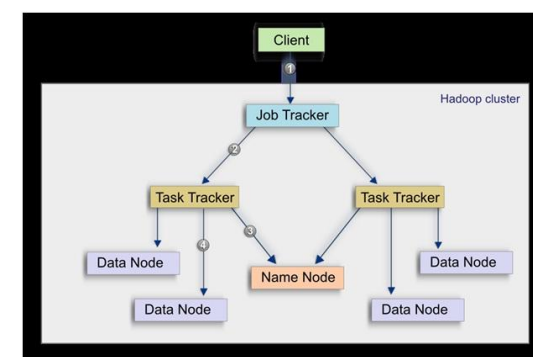 Client
1
Hadoop cluster
Job Tracker
2
Task Tracker
Task Tracker
3
4
Data Node
Data Node
Name Node
Data Node
Data Node